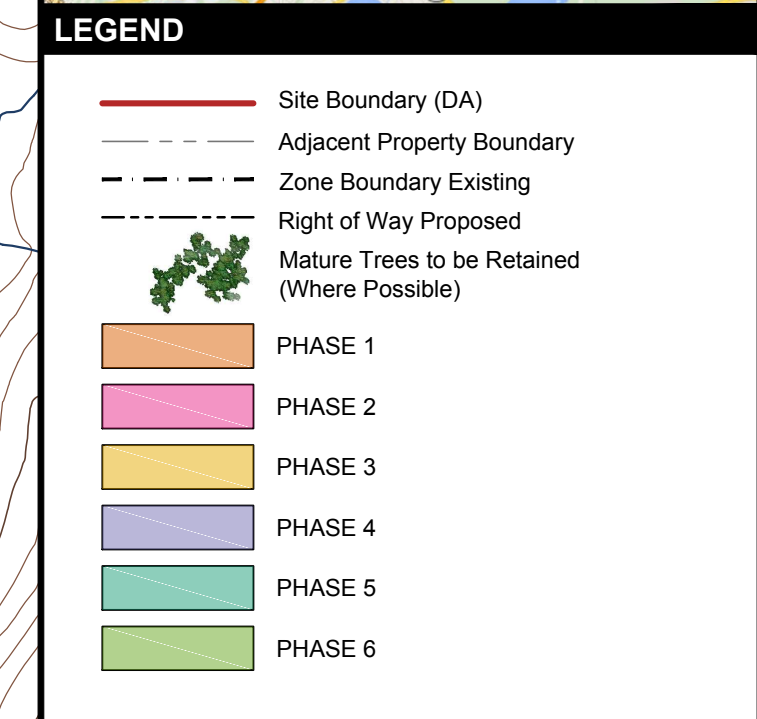 LEGEND
Site Boundary (DA)
Adjacent Property Boundary
Zone Boundary Existing
Right of Way Proposed
Mature Trees to be Retained
(Where Possible)
PHASE 1
PHASE 2
PHASE 3
PHASE 4
PHASE 5
PHASE 6